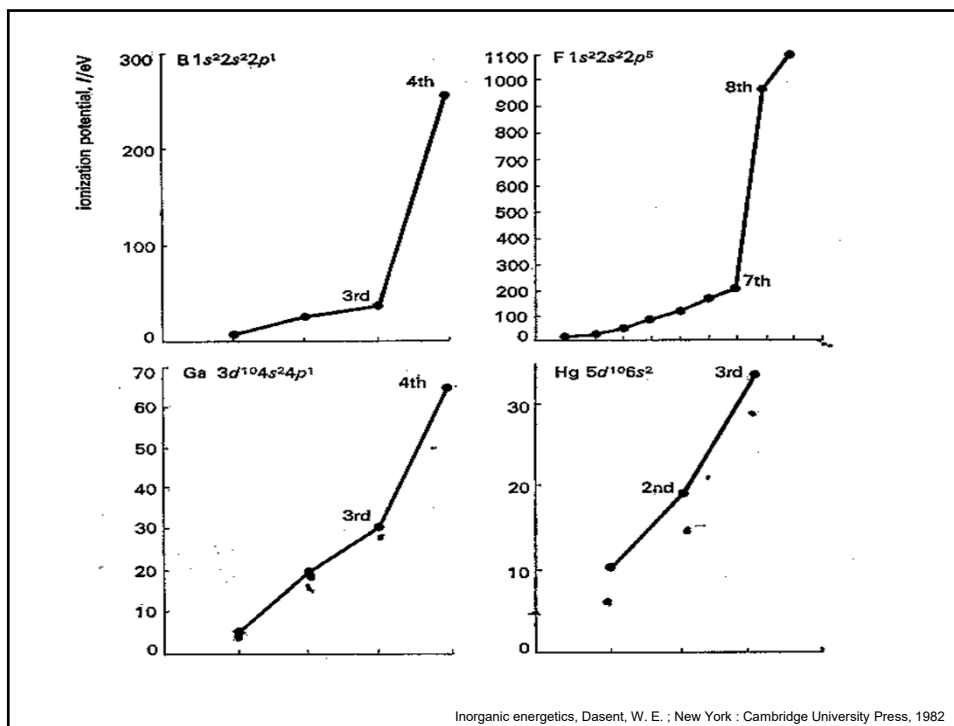 ionization potential, I/eV
B 1s²2s²2p¹
300
200
100
0
3rd
4th
F 1s²2s²2p⁵
1100
1000
900
800
700
600
500
400
300
200
100
0
7th
8th
Ga 3d¹⁰4s²4p¹
70
60
50
40
30
20
10
0
3rd
4th
Hg 5d¹⁰6s²
30
20
10
0
2nd
3rd
Inorganic energetics, Dasent, W. E. ; New York : Cambridge University Press, 1982